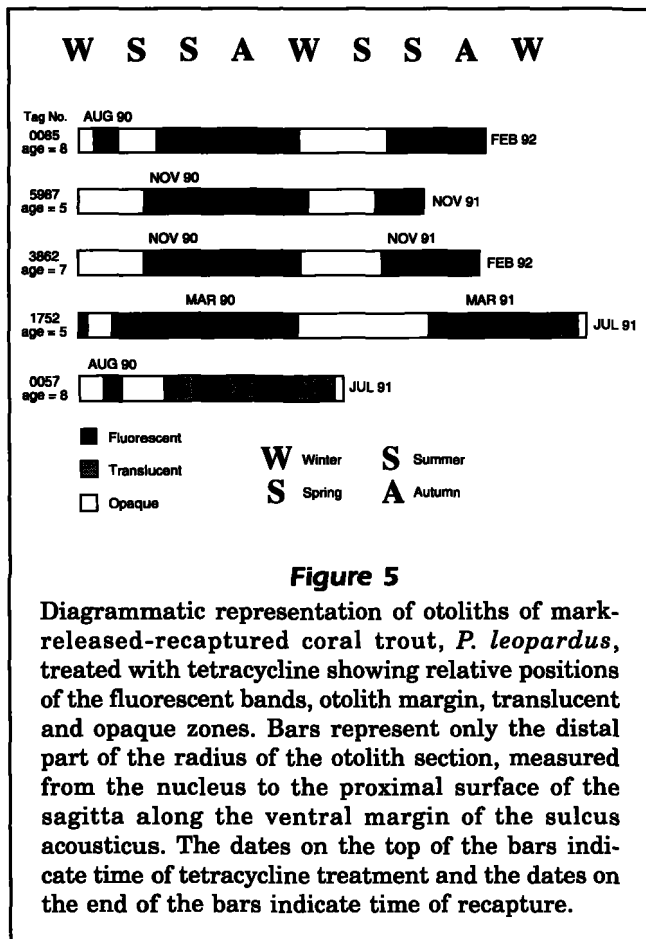 W S S A W S S A W
Tag No.
AUG 90
0085
age = 8
FEB 92
NOV 90
5987
age = 5
NOV 91
NOV 90 NOV 91
3862
age = 7
FEB 92
MAR 90 MAR 91
1752
age = 5
JUL 91
AUG 90
0057
age = 8
JUL 91
Fluorescent
Translucent
Opaque
W Winter S Summer
S Spring A Autumn
Figure 5
Diagrammatic representation of otoliths of mark-
released-recaptured coral trout, P. leopardus,
treated with tetracycline showing relative positions
of the fluorescent bands, otolith margin, translucent
and opaque zones. Bars represent only the distal
part of the radius of the otolith section, measured
from the nucleus to the proximal surface of the
sagitta along the ventral margin of the sulcus
acousticus. The dates on the top of the bars indi-
cate time of tetracycline treatment and the dates on
the end of the bars indicate time of recapture.